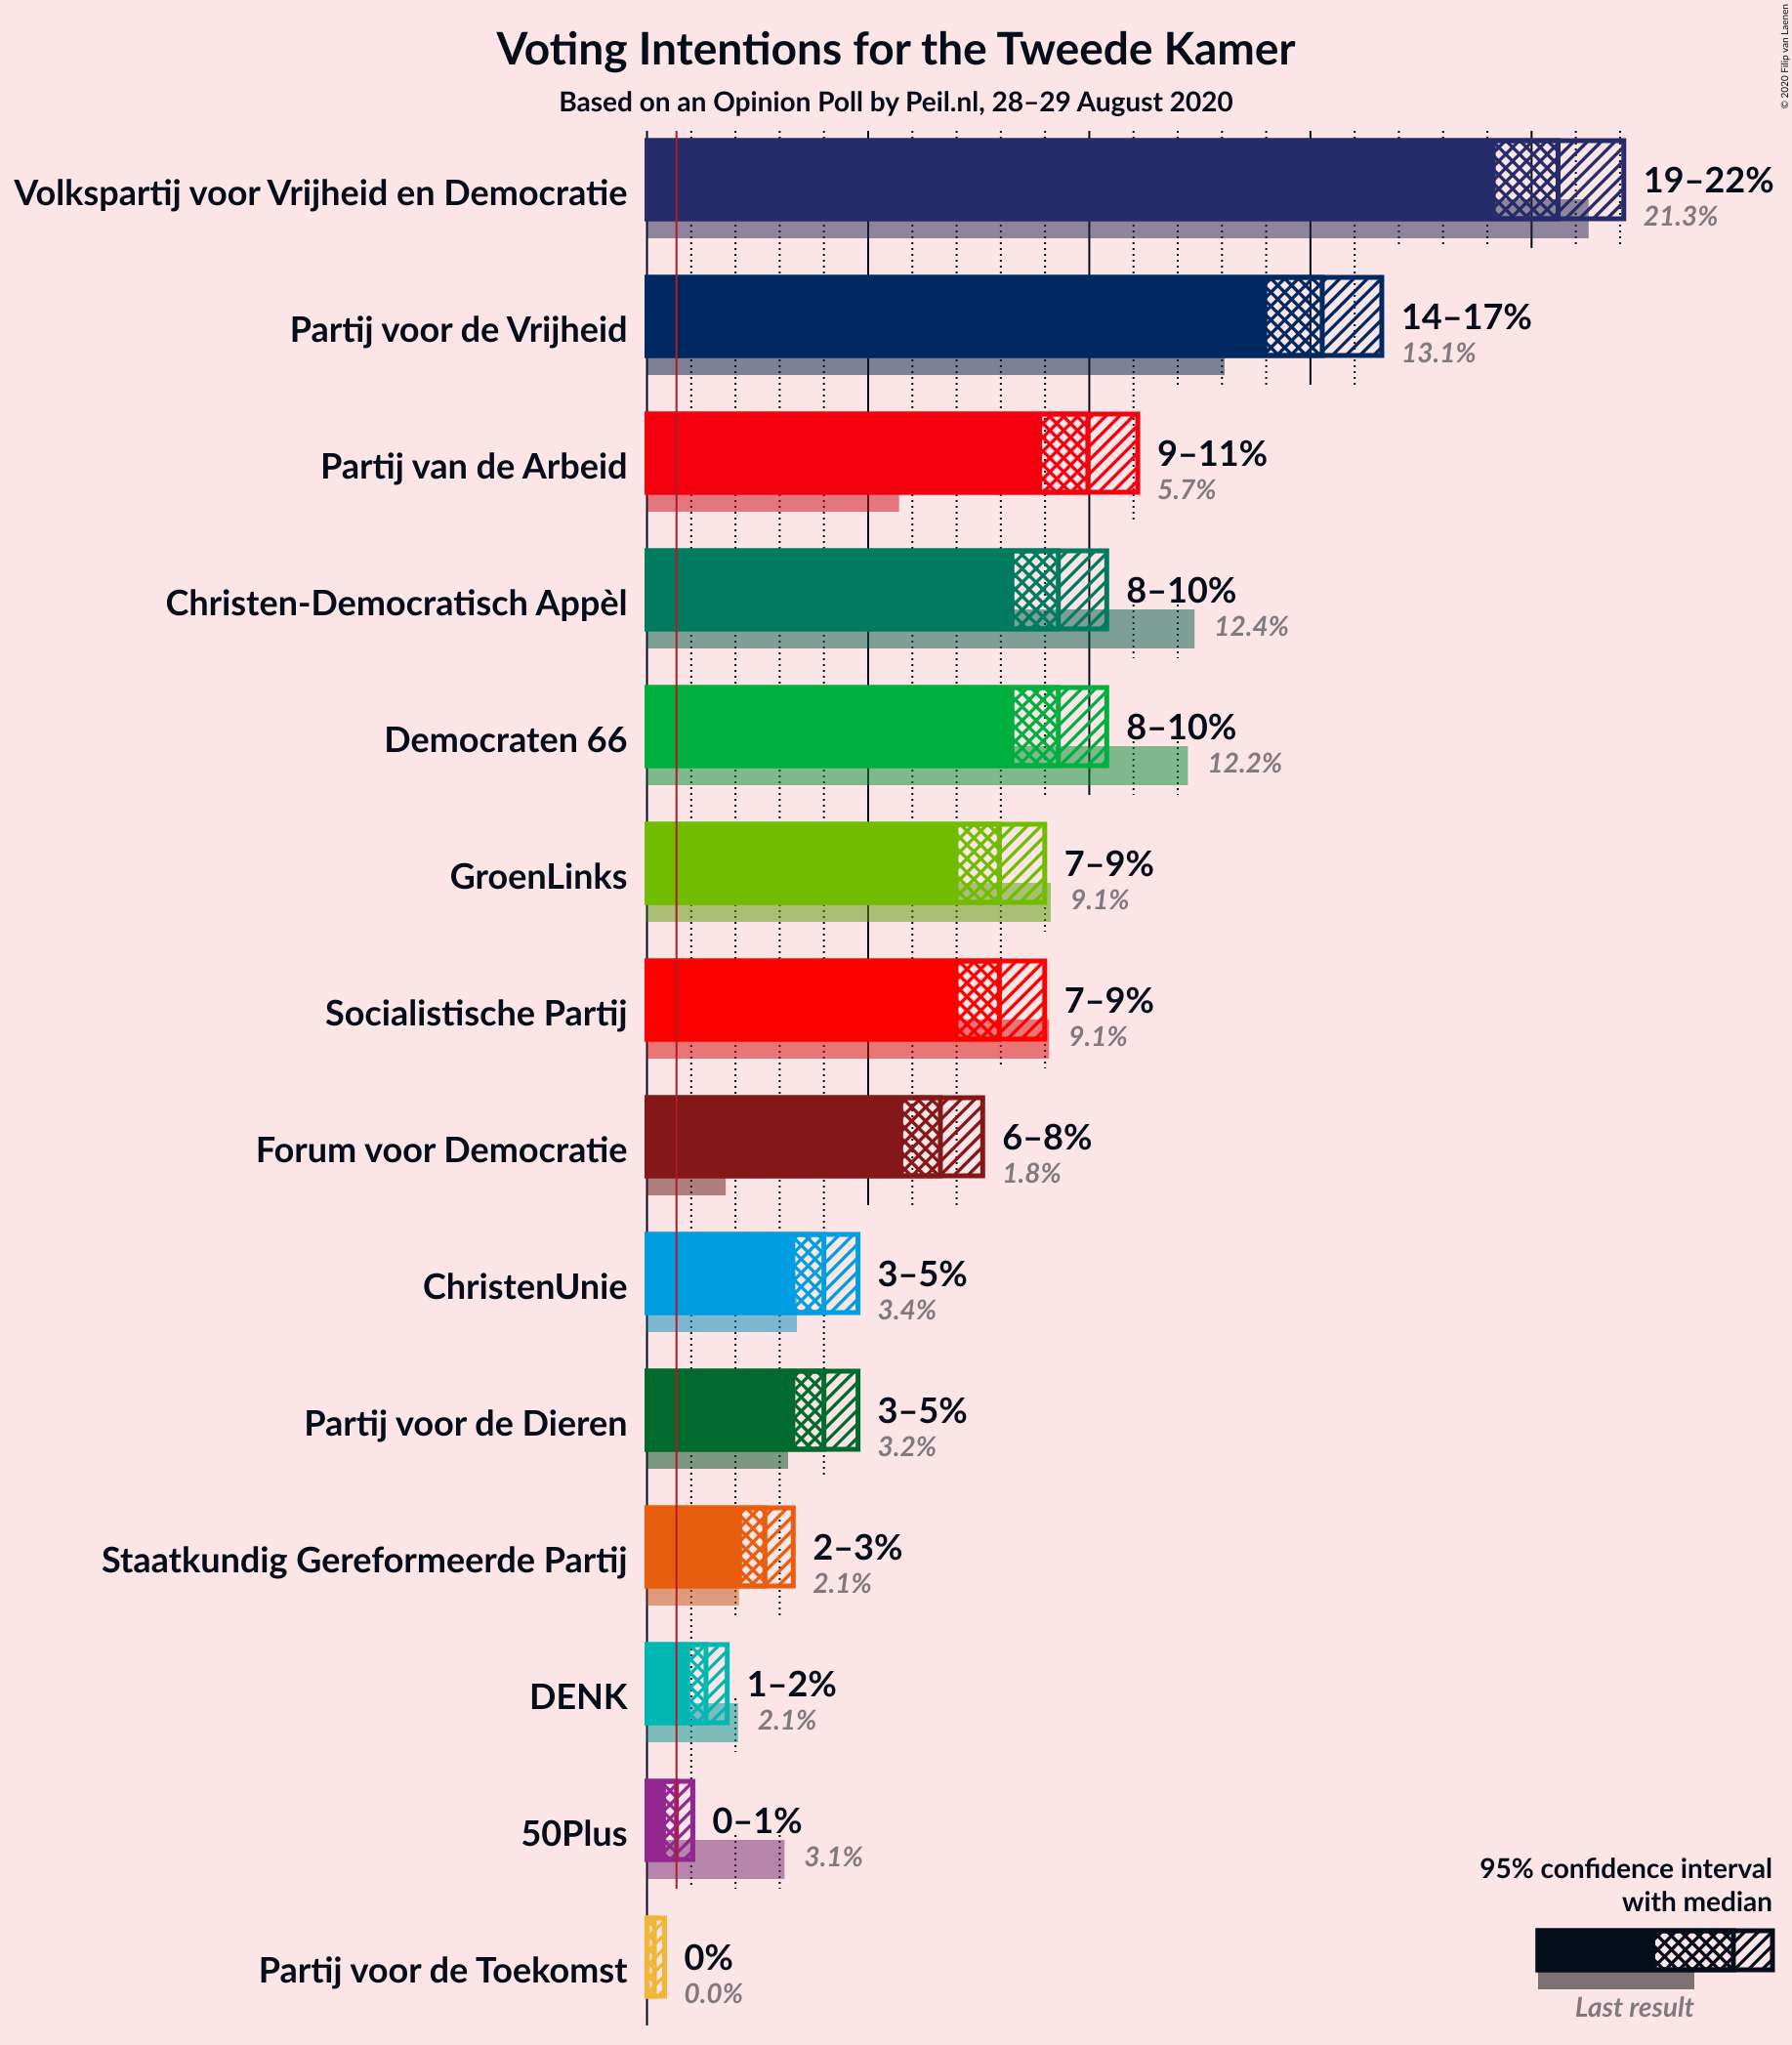 Voting Intentions for the Tweede Kamer
Based on an Opinion Poll by Peil.nl, 28–29 August 2020
© 2020 Filip van Laenen
Volkspartij voor Vrijheid en Democratie
19–22%
21.3%
Partij voor de Vrijheid
14–17%
13.1%
Partij van de Arbeid
9–11%
5.7%
Christen-Democratisch Appèl
8–10%
12.4%
Democraten 66
8–10%
12.2%
GroenLinks
7–9%
9.1%
Socialistische Partij
7–9%
9.1%
Forum voor Democratie
6–8%
1.8%
ChristenUnie
3–5%
3.4%
Partij voor de Dieren
3–5%
3.2%
Staatkundig Gereformeerde Partij
2–3%
2.1%
DENK
1–2%
2.1%
50Plus
0–1%
3.1%
Partij voor de Toekomst
0%
0.0%
95% confidence interval
with median
Last result